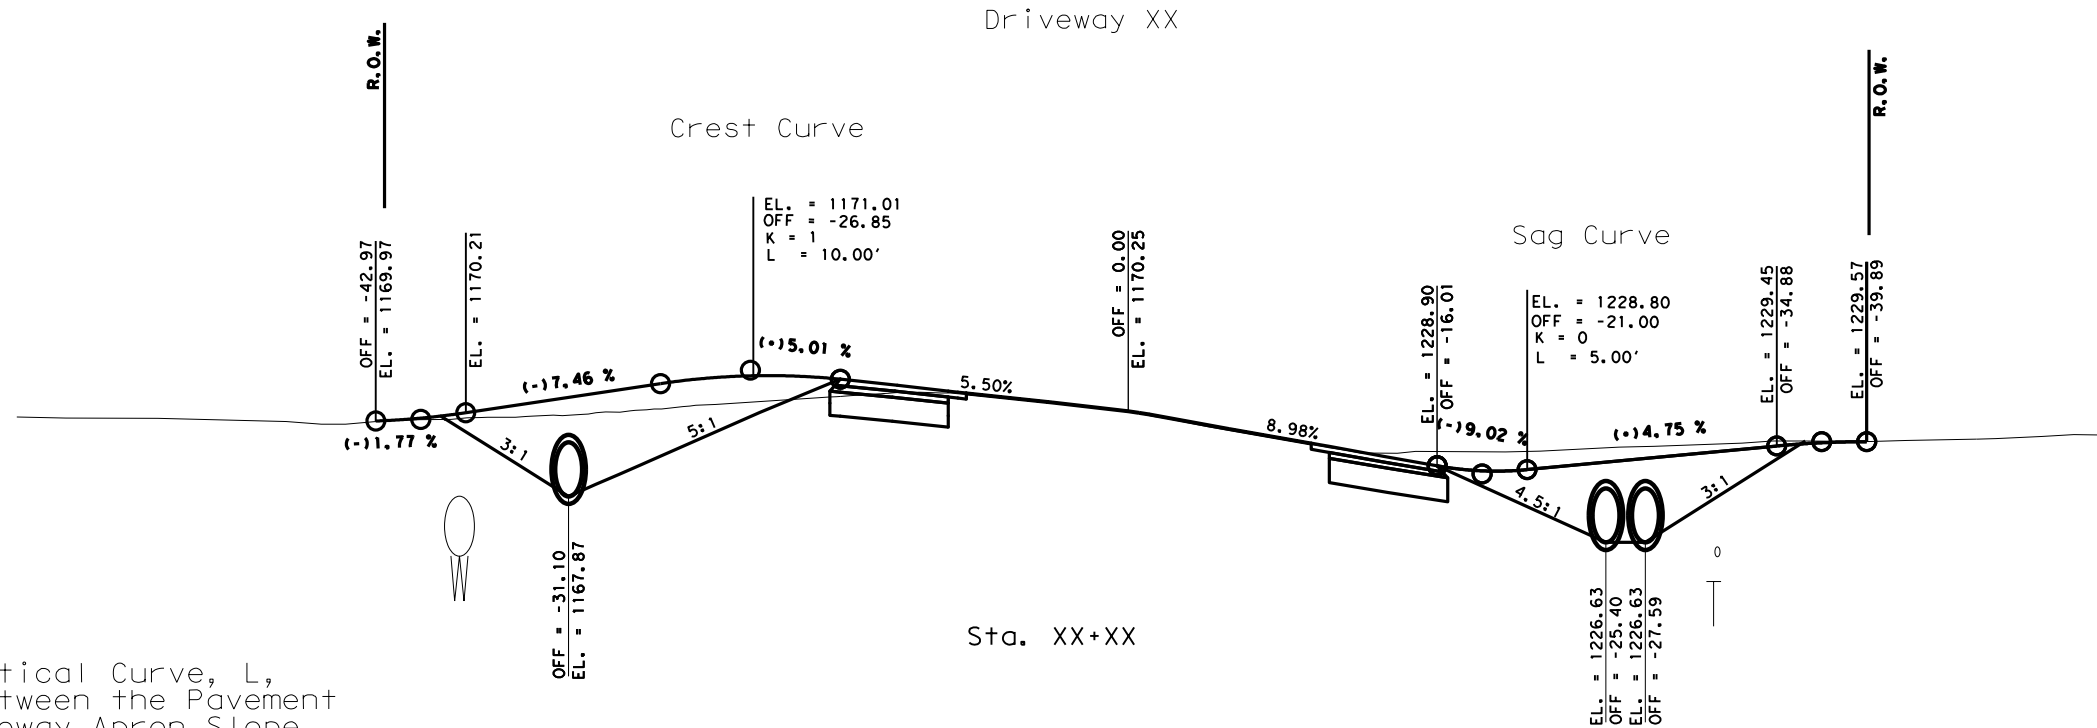 Driveway XX
R.O.W.
R.O.W.
Crest Curve
EL. = 1171.01
OFF = -26.85
K = 1
L = 10.00'
Sag Curve
EL. = 1228.80
OFF = -21.00
K = 0
L = 5.00'
OFF = -42.97
EL. = 1169.97
EL. = 1170.21
OFF = 0.00
EL. = 1170.25
EL. = 1228.90
OFF = -16.01
EL. = 1229.45
OFF = -34.88
EL. = 1229.57
OFF = -39.89
(-)1.77 %
(-)7.46 %
(+)5.01 %
5.50%
8.98%
(-)9.02 %
(+)4.75 %
3:1
5:1
4.5:1
3:1
OFF = -31.10
EL. = 1167.87
EL. = 1226.63
OFF = -25.40
EL. = 1226.63
OFF = -27.59
Sta. XX+XX
tical Curve, L,
tween the Pavement
eway Apron Slope